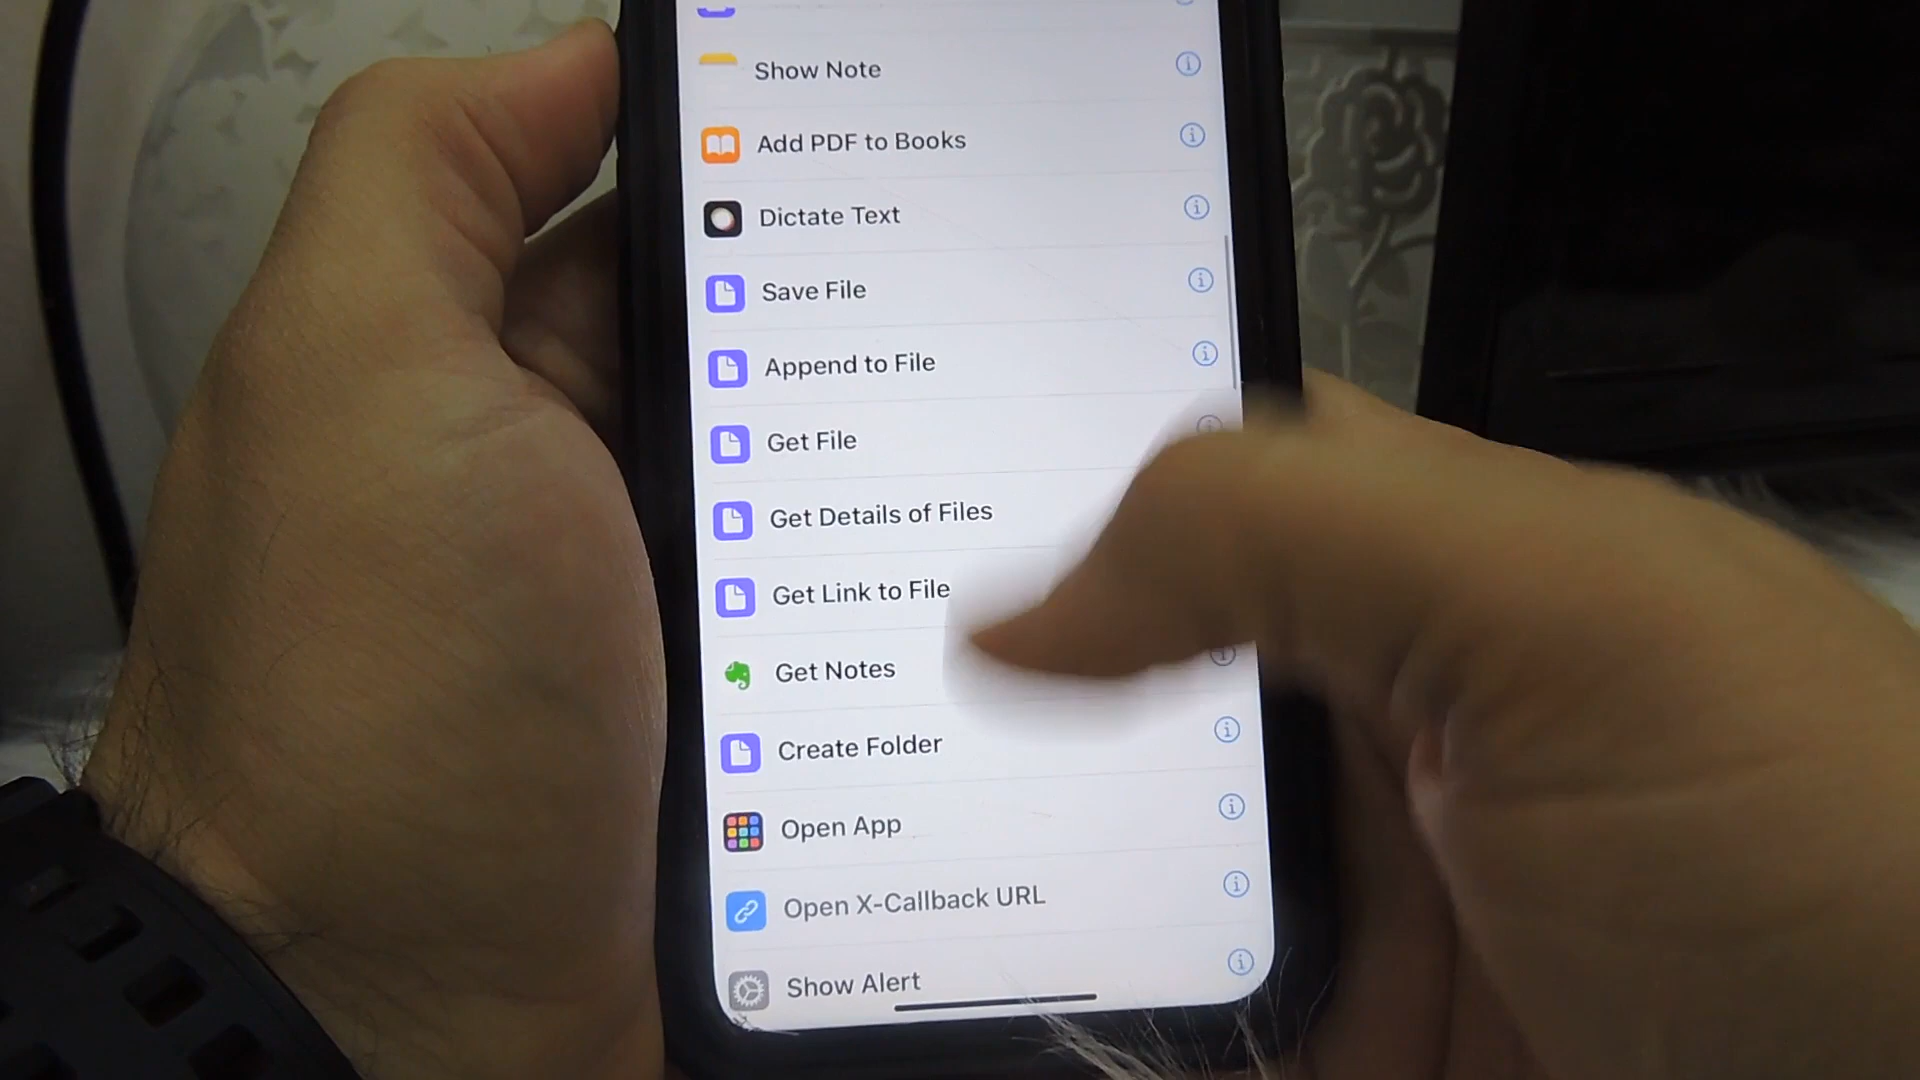 Show Note
Add PDF to Books
Dictate Text
Save File
Append to File
Get File
Get Details of Files
Get Link to File
Get Notes
Create Folder
Open App
Open X-Callback URL
Show Alert